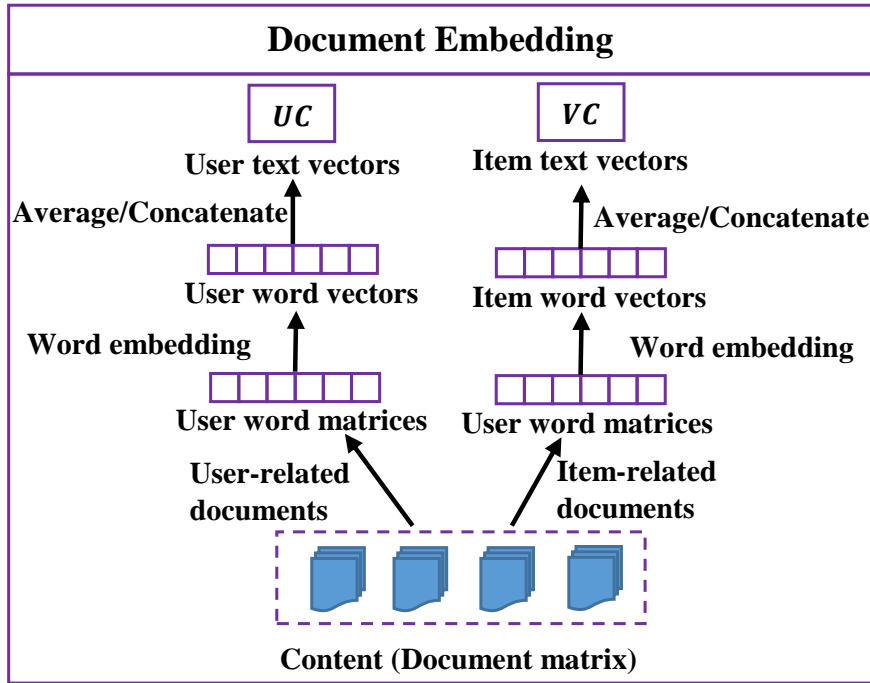 Document Embedding
UC
VC
User text vectors
Item text vectors
Average/Concatenate
Average/Concatenate
User word vectors
Item word vectors
Word embedding
Word embedding
User word matrices
User word matrices
User-related
documents
Item-related
documents
Content (Document matrix)